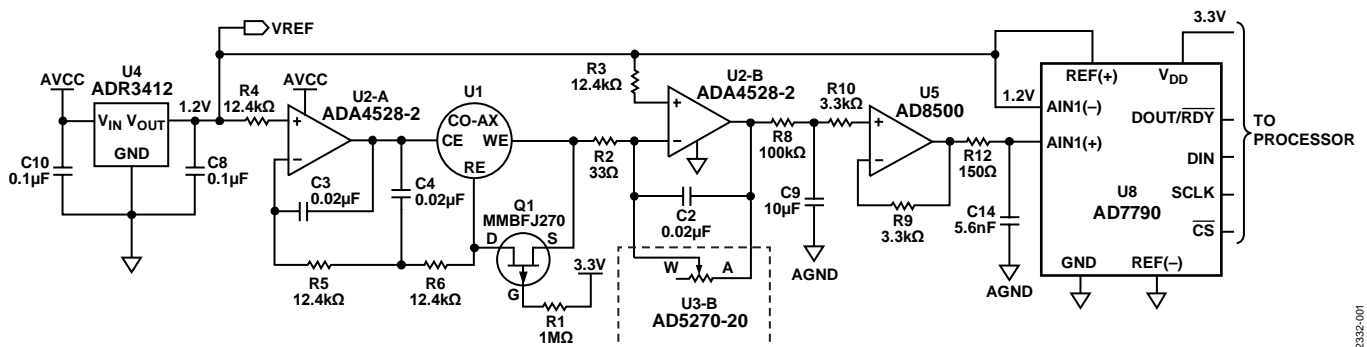 VREF
AVCC
U4
ADR3412
1.2V
VIN VOUT
GND
C10
0.1µF
C8
0.1µF
R4
12.4kΩ
AVCC
U2-A
ADA4528-2
+
−
C3
0.02µF
C4
0.02µF
R5
12.4kΩ
R6
12.4kΩ
U1
CO-AX
CE WE
RE
Q1
MMBFJ270
D S
G
3.3V
R1
1MΩ
R2
33Ω
R3
12.4kΩ
U2-B
ADA4528-2
+
−
C2
0.02µF
W A
U3-B
AD5270-20
R8
100kΩ
C9
10µF
AGND
R10
3.3kΩ
U5
AD8500
+
−
R9
3.3kΩ
R12
150Ω
C14
5.6nF
AGND
1.2V
3.3V
REF(+) VDD
AIN1(–)
AIN1(+)
DOUT/RDY
DIN
SCLK
CS
U8
AD7790
GND REF(–)
TO
PROCESSOR
2332-001